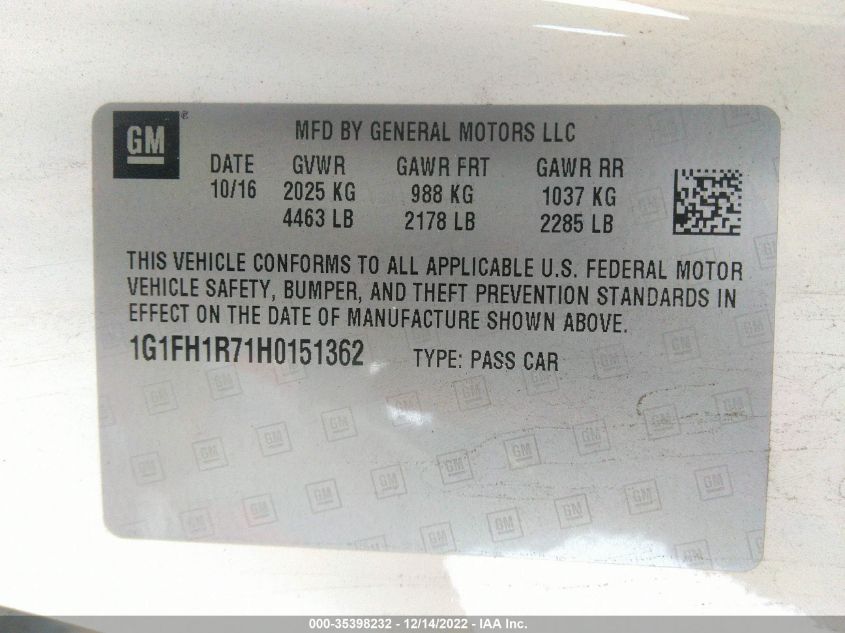 GM ®
MFD BY GENERAL MOTORS LLC
DATE GVWR GAWR FRT GAWR RR
10/16 2025 KG 988 KG 1037 KG
4463 LB 2178 LB 2285 LB
THIS VEHICLE CONFORMS TO ALL APPLICABLE U.S. FEDERAL MOTOR
VEHICLE SAFETY, BUMPER, AND THEFT PREVENTION STANDARDS IN
EFFECT ON THE DATE OF MANUFACTURE SHOWN ABOVE.
1G1FH1R71H0151362 TYPE: PASS CAR
000-35398232 - 12/14/2022 - IAA Inc.